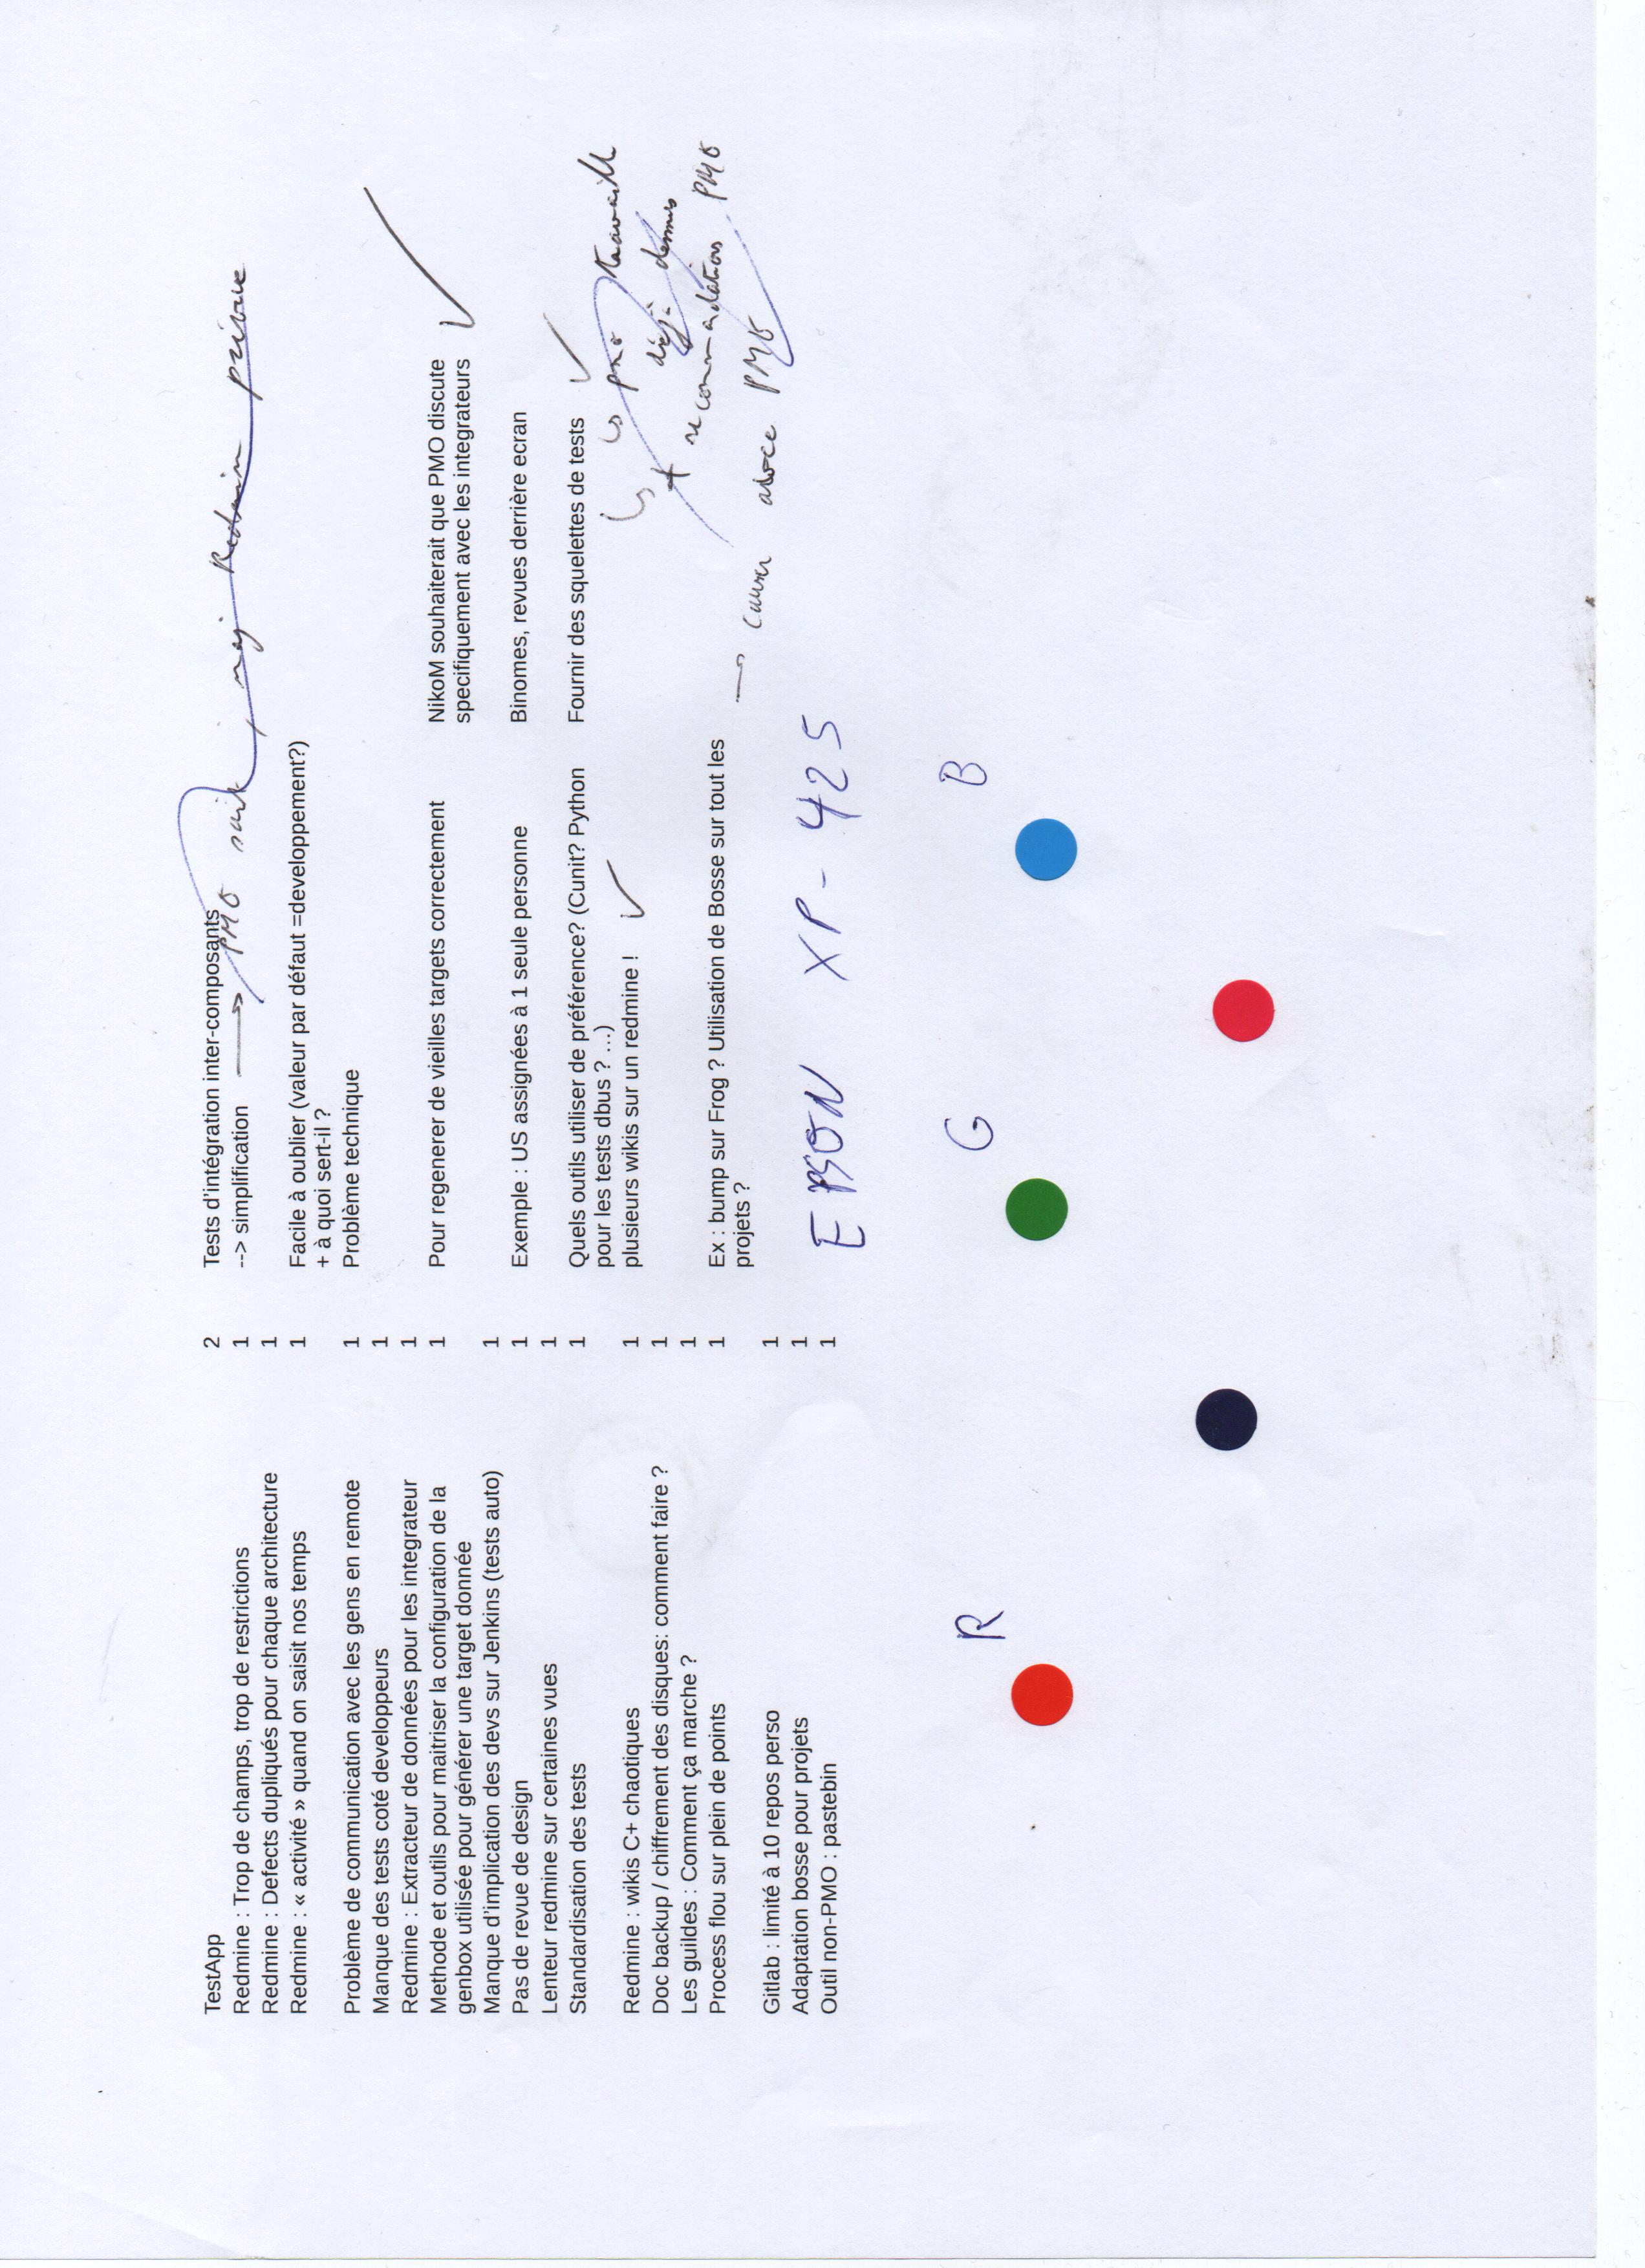 TestApp 2 Tests d'intégration inter-composants
Redmine : Trop de champs, trop de restrictions 1 --> simplification → PMO maj Redmin
Redmine : Defects dupliqués pour chaque architecture 1
Redmine : « activité » quand on saisit nos temps 1 Facile à oublier (valeur par défaut =developpement?)
+ à quoi sert-il ?
Problème de communication avec les gens en remote 1 Problème technique
Manque des tests coté developpeurs 1
Redmine : Extracteur de données pour les integrateur 1
Methode et outils pour maitriser la configuration de la 1 Pour regenerer de vieilles targets correctement NikoM souhaiterait que PMO discute
genbox utilisée pour générer une target donnée specifiquement avec les integrateurs ✓
Manque d'implication des devs sur Jenkins (tests auto) 1
Pas de revue de design 1 Exemple : US assignées à 1 seule personne Binomes, revues derrière ecran
Lenteur redmine sur certaines vues 1
Standardisation des tests 1 Quels outils utiliser de préférence? (Cunit? Python Fournir des squelettes de tests ✓
pour les tests dbus ? …)
Redmine : wikis C+ chaotiques 1 plusieurs wikis sur un redmine ! ✓
↳ pmo travaille
déjà dessus
+ recommandations PMO
Doc backup / chiffrement des disques: comment faire ? 1
Les guildes : Comment ça marche ? 1
Process flou sur plein de points 1 Ex : bump sur Frog ? Utilisation de Bosse sur tout les
projets ? → avec PMO
Gitlab : limité à 10 repos perso 1
Adaptation bosse pour projets 1
Outil non-PMO : pastebin 1
EPSON XP-425
R G B